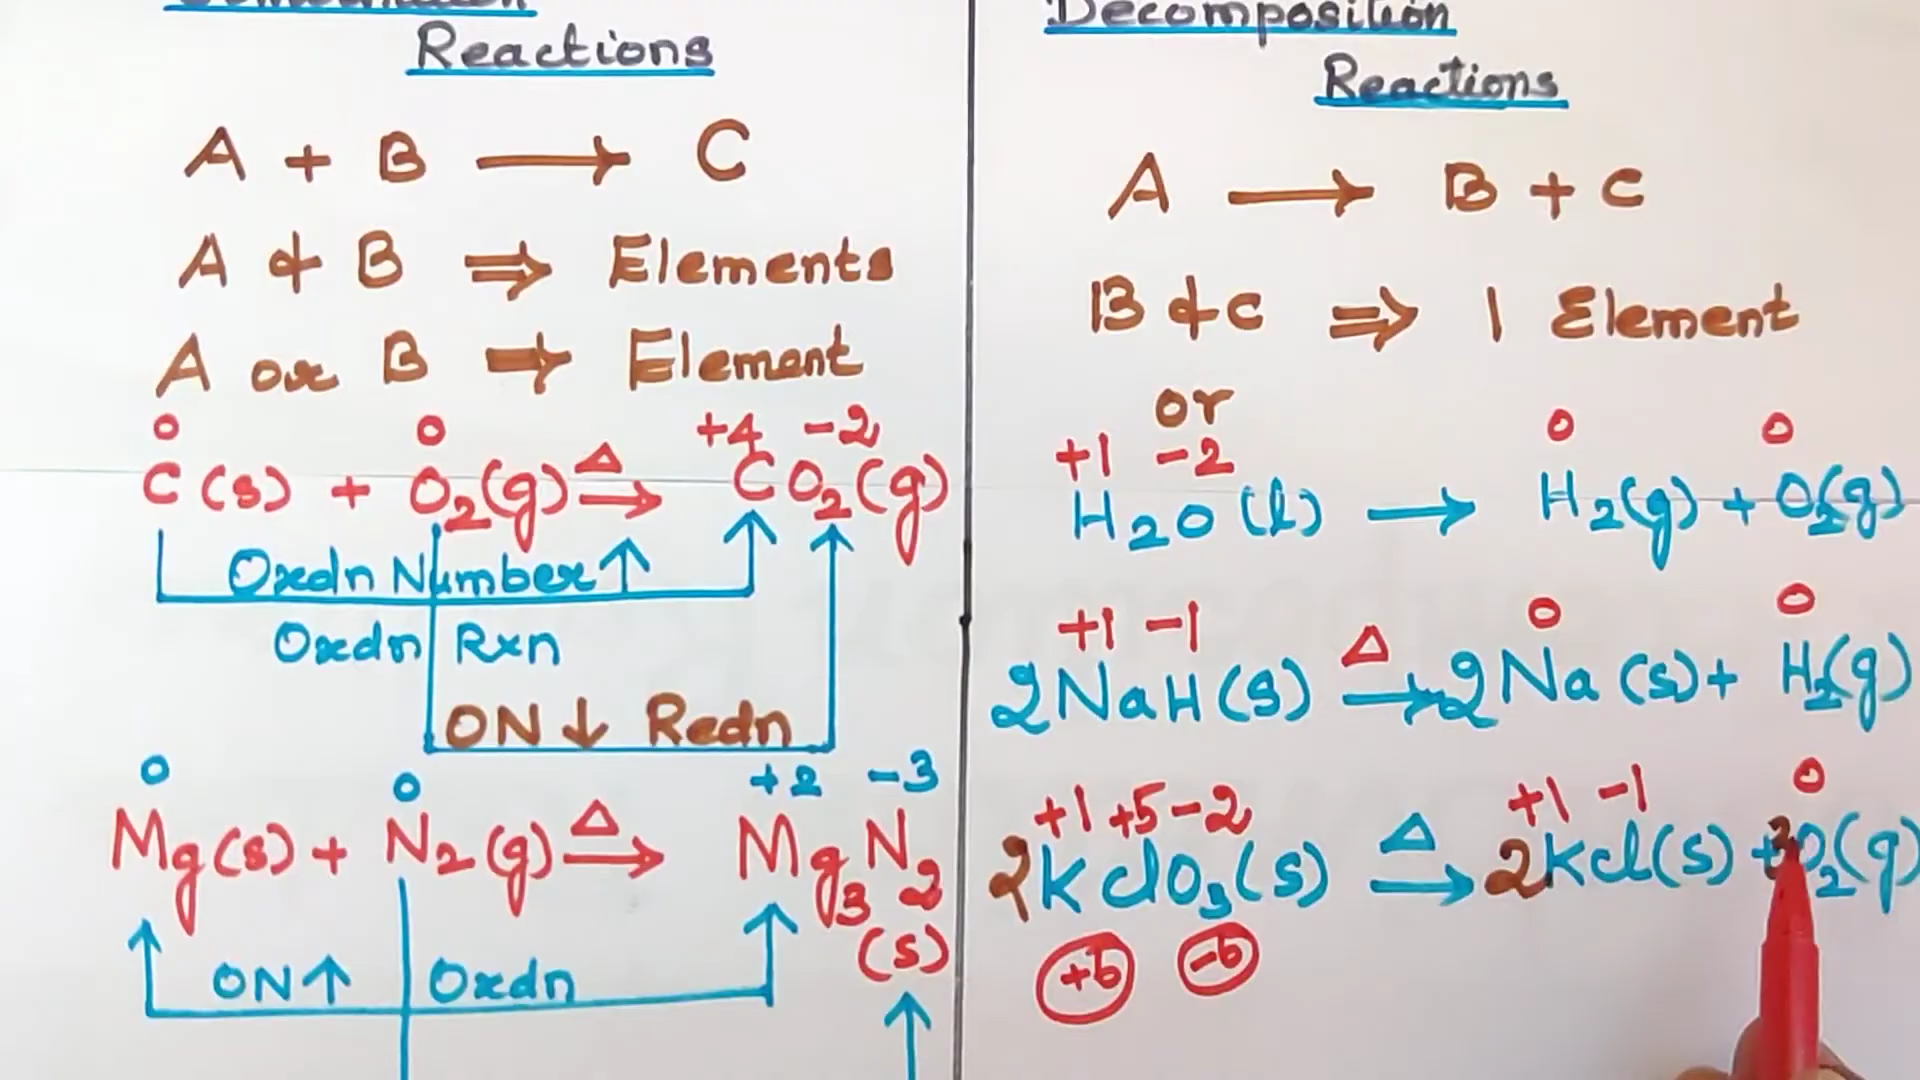 Combination
Reactions
A + B ⟶ C
A & B ⇒ Elements
A or B ⇒ Element
0 0 +4 -2
C (s) + O2(g) △→ CO2(g)
Oxdn Number ↑
Oxdn Rxn
ON ↓ Redn
0 0 +2 -3
Mg(s) + N2(g) △→ Mg3N2
(s)
ON ↑ Oxdn
Decomposition
Reactions
A ⟶ B + C
B & C ⇒ 1 Element
or
+1 -2 0 0
H2O (l) → H2(g) + O2(g)
+1 -1 0 0
2NaH(s) △→ 2Na (s) + H2(g)
+1 +5 -2 +1 -1 0
2KClO3(s) △→ 2KCl(s) + 3O2(g)
+6 -6